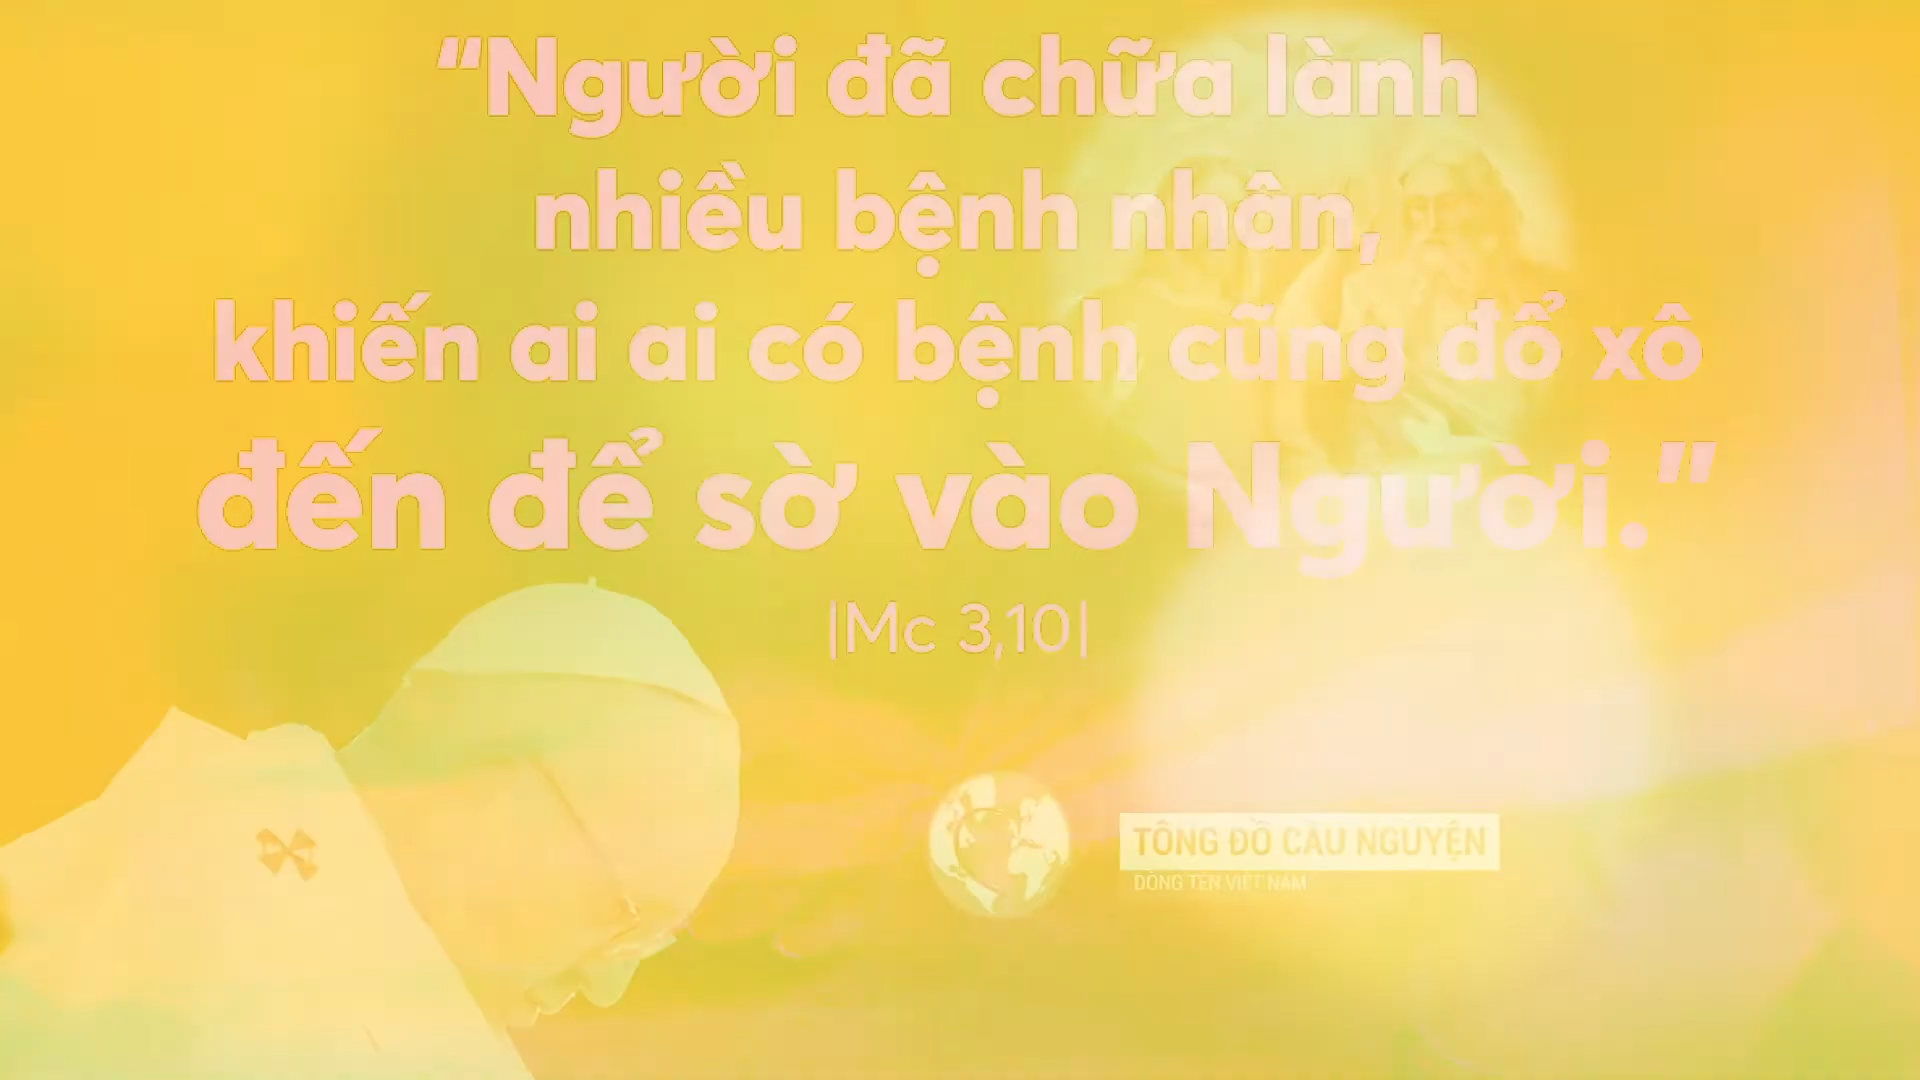 “Người đã chữa lành
nhiều bệnh nhân,
khiến ai ai có bệnh cũng đổ xô
đến để sờ vào Người.”
|Mc 3,10|
TÔNG ĐỒ CẦU NGUYỆN
DÒNG TÊN VIỆT NAM